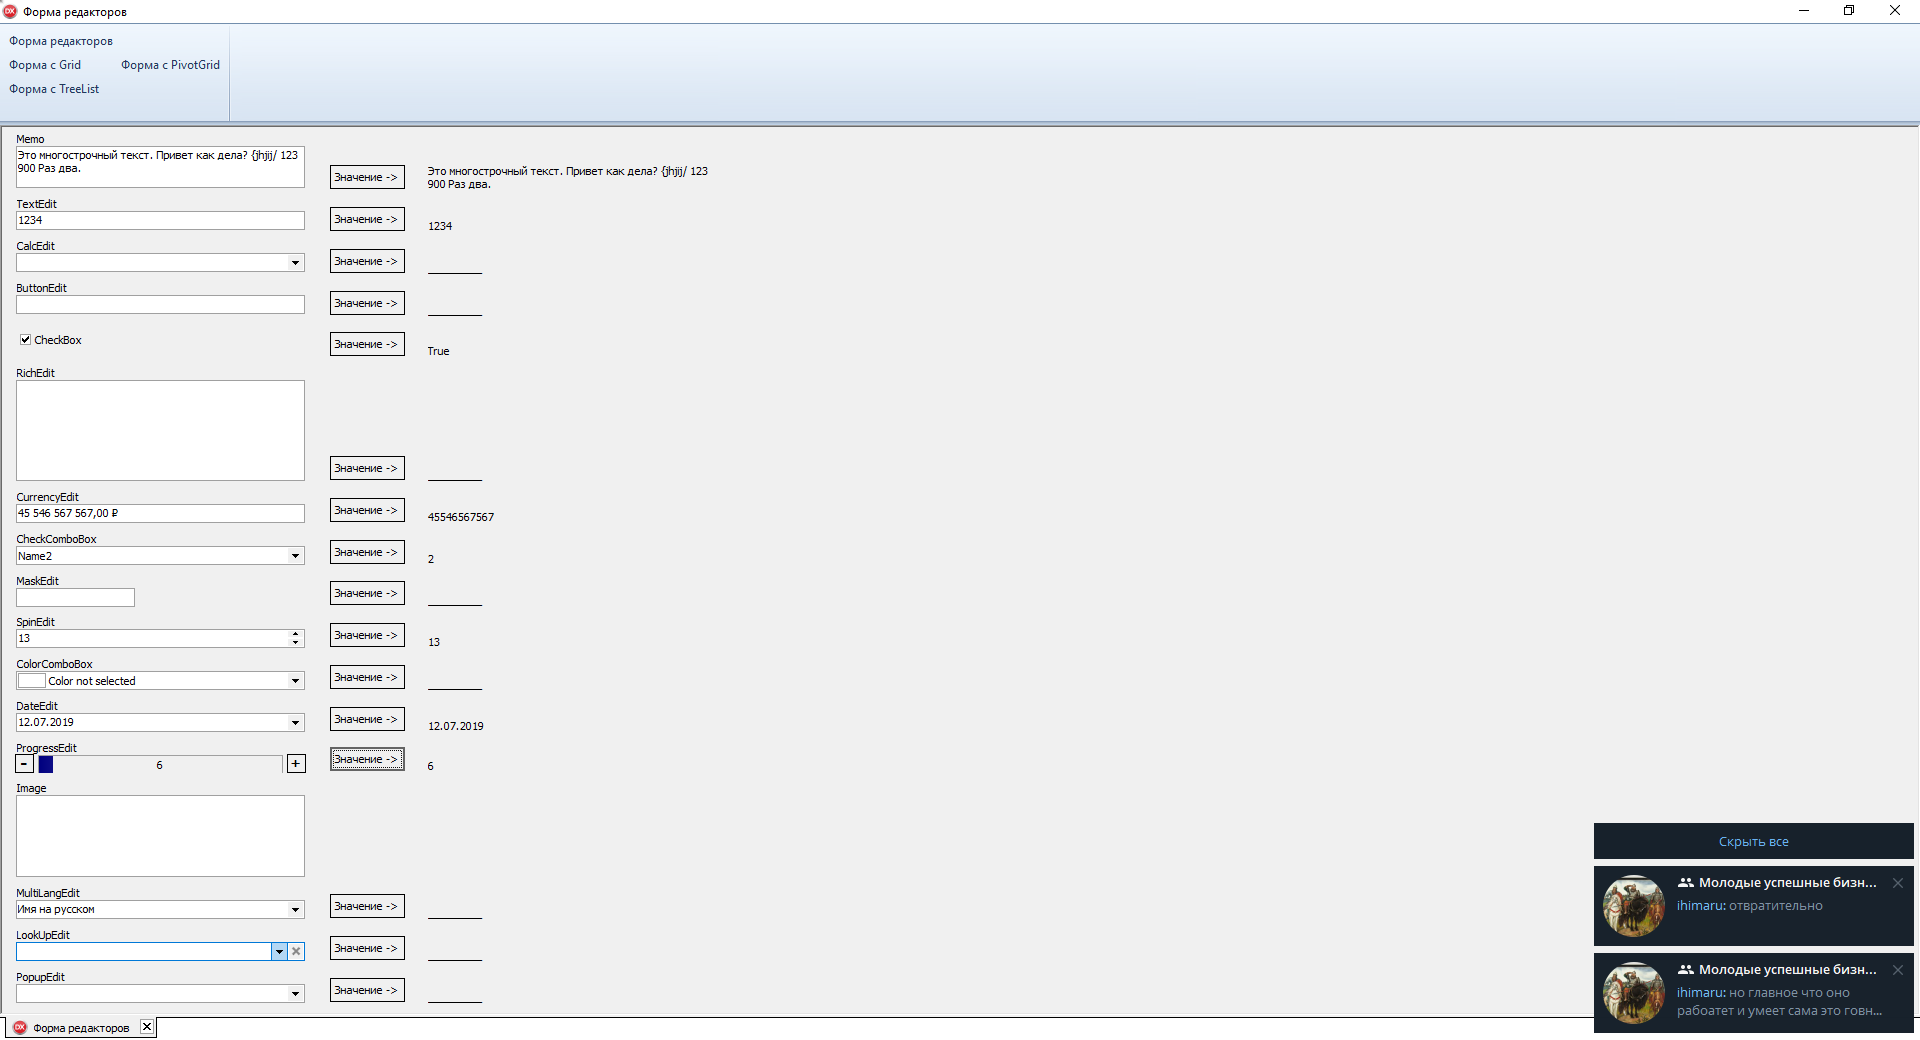 Форма редакторов
Форма редакторов
Форма с Grid Форма с PivotGrid
Форма с TreeList
Memo
Это многострочный текст. Привет как дела? {jhjij/ 123
900 Раз два.
Значение ->
Это многострочный текст. Привет как дела? {jhjij/ 123
900 Раз два.
TextEdit
1234
Значение ->
1234
CalcEdit
Значение ->
ButtonEdit
Значение ->
CheckBox
Значение ->
True
RichEdit
Значение ->
CurrencyEdit
45 546 567 567,00 ₽
Значение ->
45546567567
CheckComboBox
Name2
Значение ->
2
MaskEdit
Значение ->
SpinEdit
13
Значение ->
13
ColorComboBox
Color not selected
Значение ->
DateEdit
12.07.2019
Значение ->
12.07.2019
ProgressEdit
- 6 +
Значение ->
6
Image
MultiLangEdit
Имя на русском
Значение ->
LookUpEdit
Значение ->
PopupEdit
Значение ->
Форма редакторов
Скрыть все
Молодые успешные бизн...
ihimaru: отвратительно
Молодые успешные бизн...
ihimaru: но главное что оно
рабоатет и умеет сама это говн...